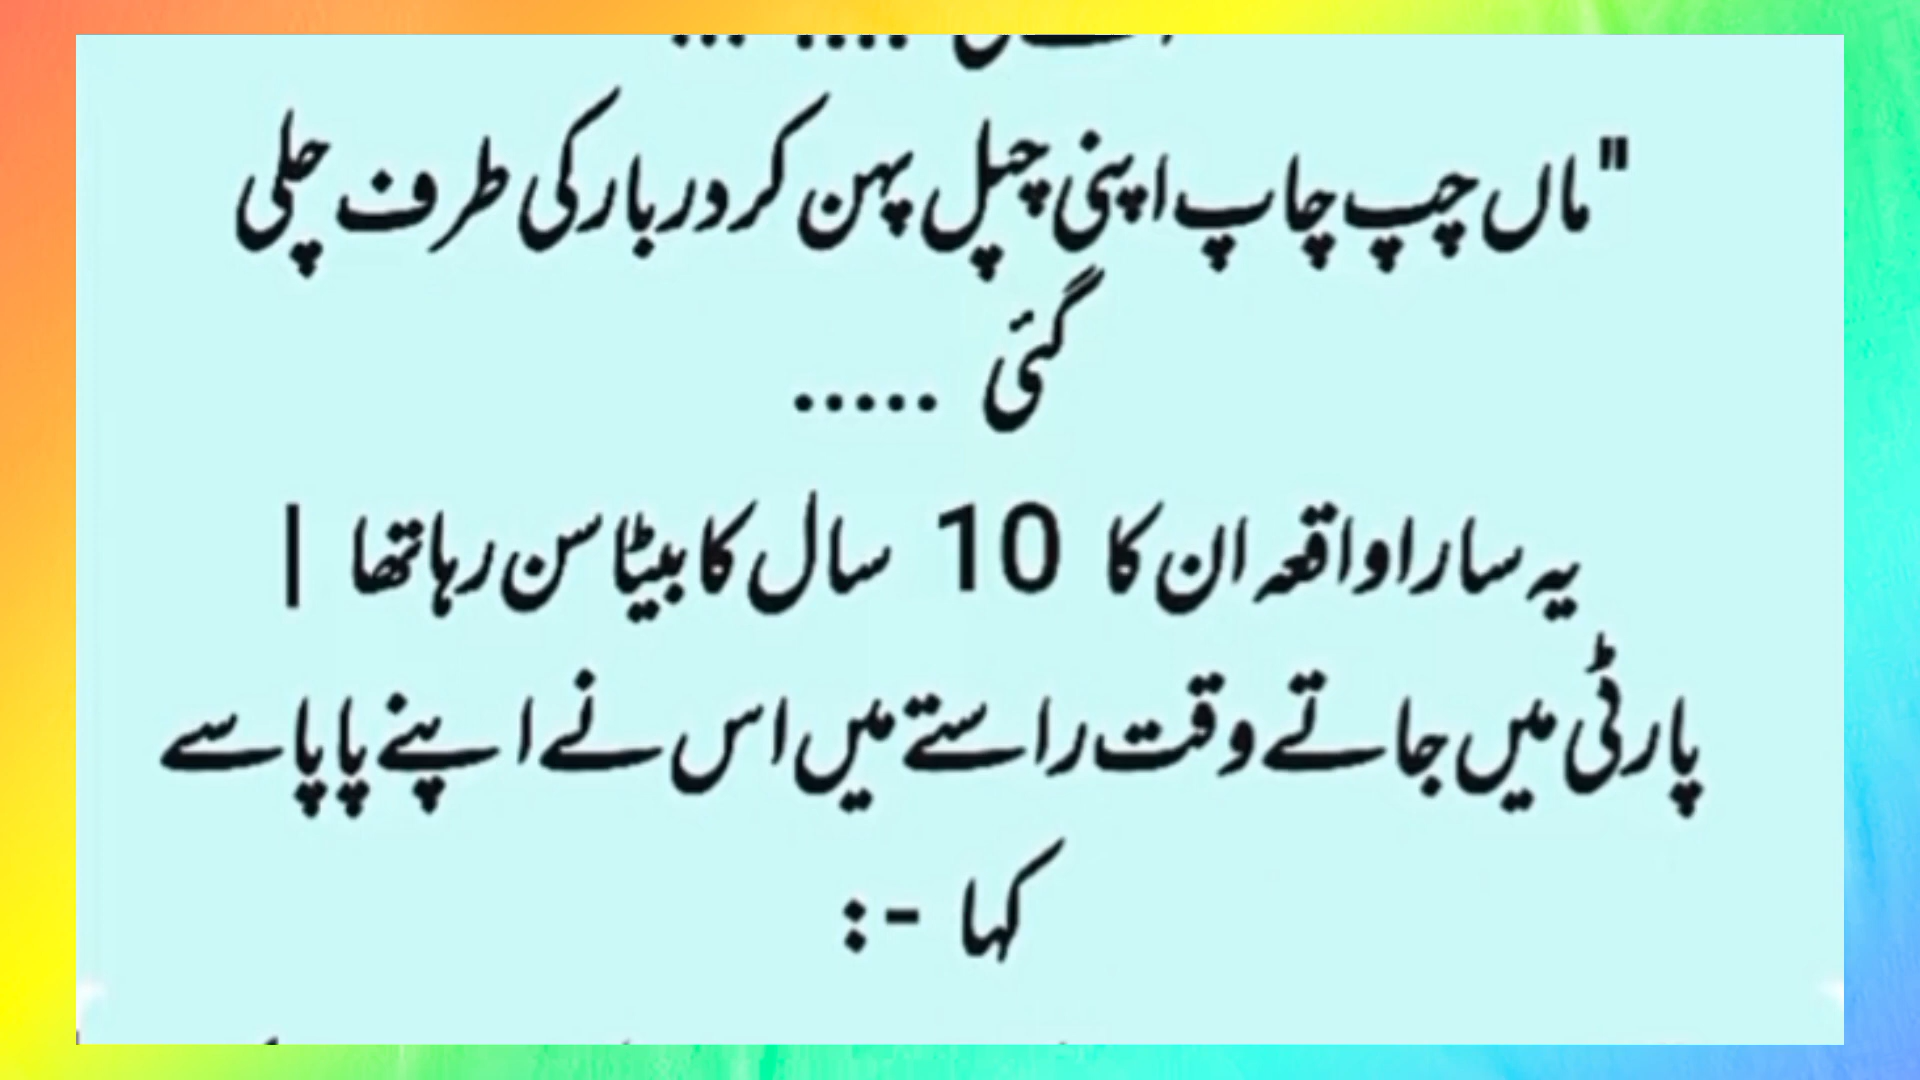 "ماں چپ چاپ اپنی چپل پہن کر دربار کی طرف چلی
گئی .....
یہ سارا واقعہ ان کا 10 سال کا بیٹا سن رہا تھا |
پارٹی میں جاتے وقت راستے میں اس نے اپنے پاپا سے
کہا -: